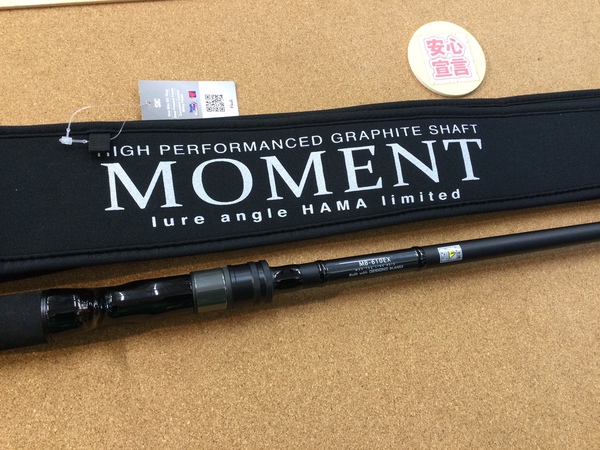 安心
宣言
HIGH PERFORMANCED GRAPHITE SHAFT
MOMENT
lure angle HAMA limited
MB-610EX